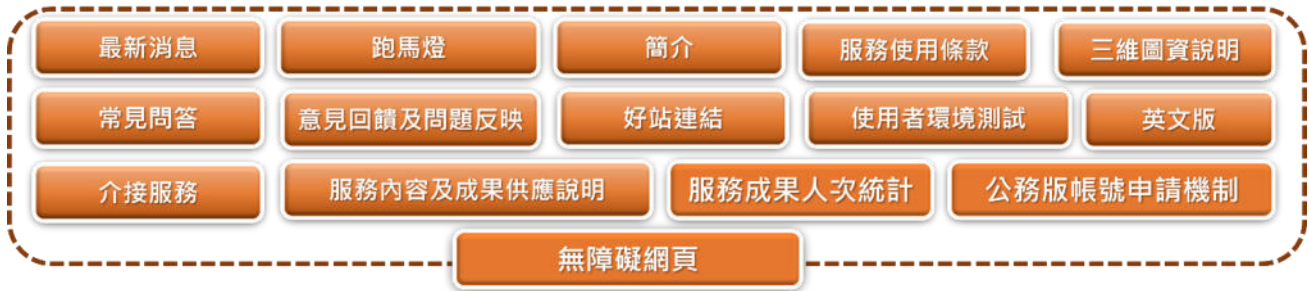 最新消息 跑馬燈 簡介 服務使用條款 三維圖資說明
常見問答 意見回饋及問題反映 好站連結 使用者環境測試 英文版
介接服務 服務內容及成果供應說明 服務成果人次統計 公務版帳號申請機制
無障礙網頁